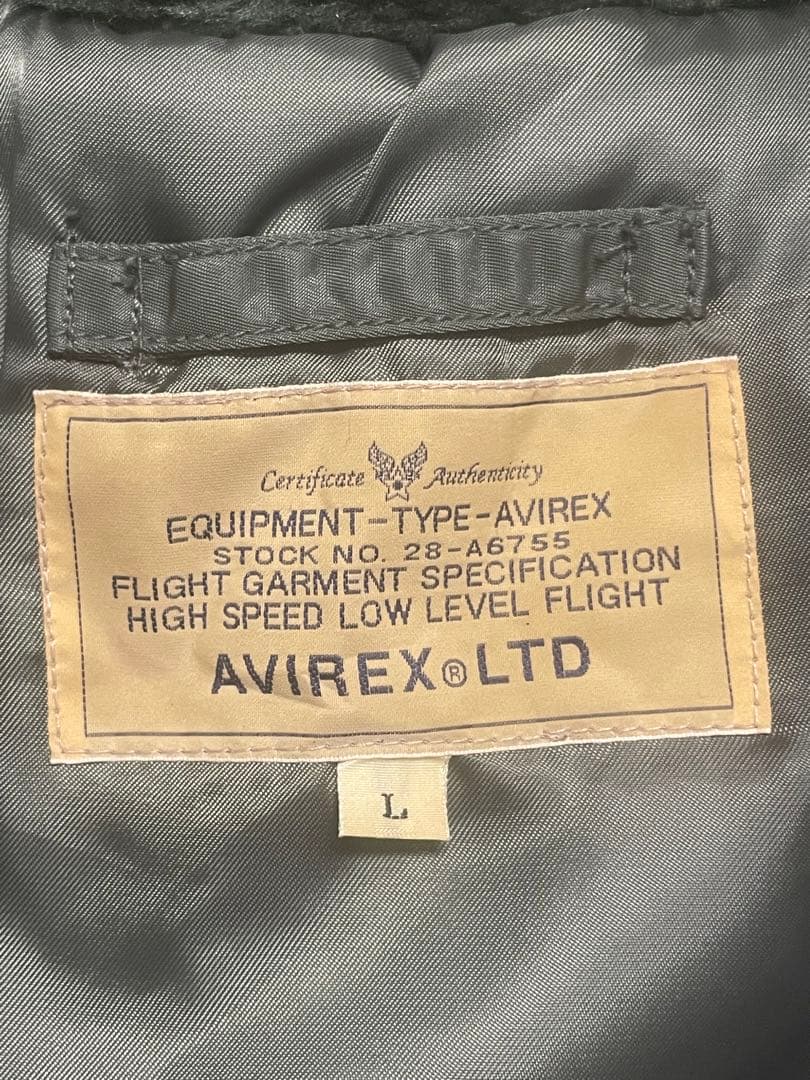 Certificate Authenticity
EQUIPMENT-TYPE-AVIREX
STOCK NO. 28-A6755
FLIGHT GARMENT SPECIFICATION
HIGH SPEED LOW LEVEL FLIGHT
AVIREX® LTD
L